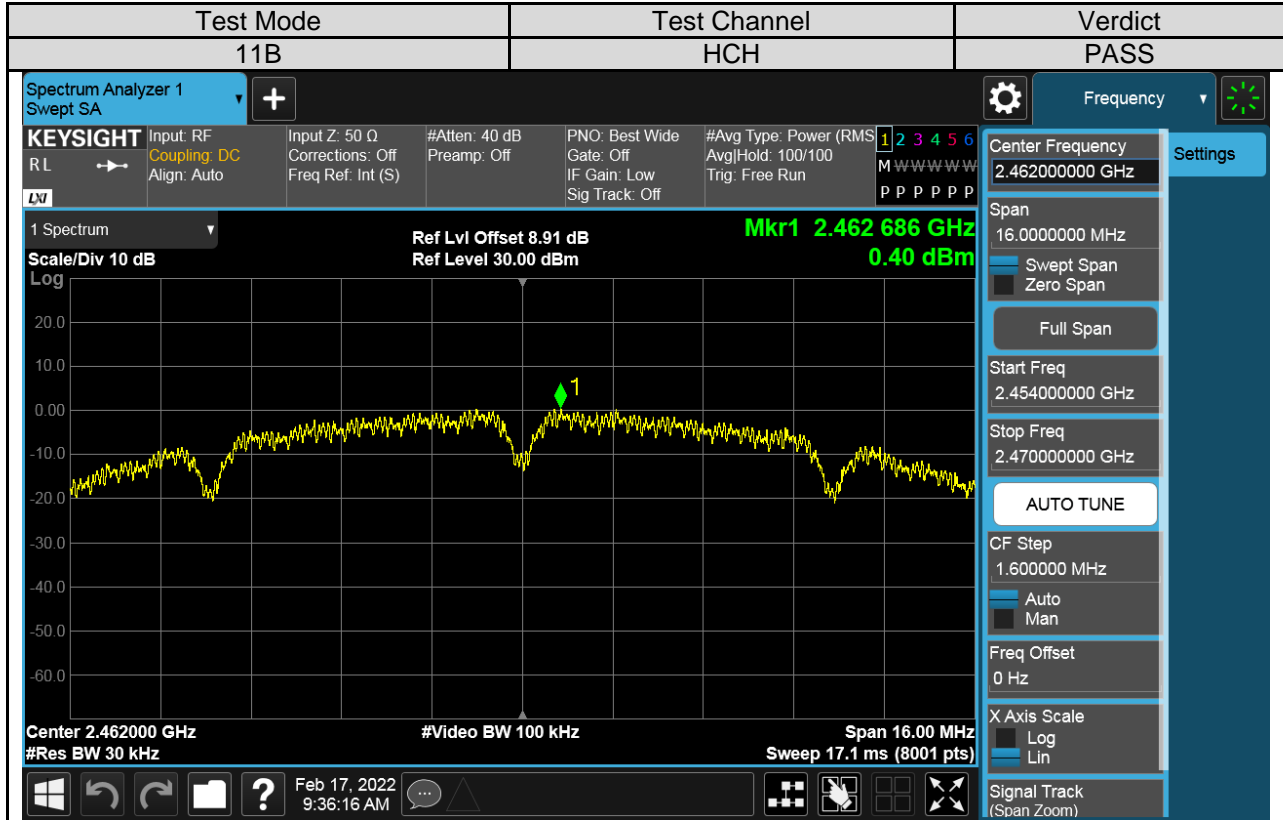 Test Mode Test Channel Verdict
11B HCH PASS
Spectrum Analyzer 1
Swept SA
Frequency
KEYSIGHT
R L
LXI
Input: RF
Coupling: DC
Align: Auto
Input Z: 50 Ω
Corrections: Off
Freq Ref: Int (S)
#Atten: 40 dB
Preamp: Off
PNO: Best Wide
Gate: Off
IF Gain: Low
Sig Track: Off
#Avg Type: Power (RMS
Avg|Hold: 100/100
Trig: Free Run
1 2 3 4 5 6
M W W W W W
P P P P P P
1 Spectrum
Scale/Div 10 dB
Ref Lvl Offset 8.91 dB
Ref Level 30.00 dBm
Mkr1 2.462 686 GHz
0.40 dBm
Log
20.0
10.0
0.00
-10.0
-20.0
-30.0
-40.0
-50.0
-60.0
1
Center 2.462000 GHz
#Res BW 30 kHz
#Video BW 100 kHz
Span 16.00 MHz
Sweep 17.1 ms (8001 pts)
Center Frequency
2.462000000 GHz
Settings
Span
16.0000000 MHz
Swept Span
Zero Span
Full Span
Start Freq
2.454000000 GHz
Stop Freq
2.470000000 GHz
AUTO TUNE
CF Step
1.600000 MHz
Auto
Man
Freq Offset
0 Hz
X Axis Scale
Log
Lin
Signal Track
(Span Zoom)
?
Feb 17, 2022
9:36:16 AM